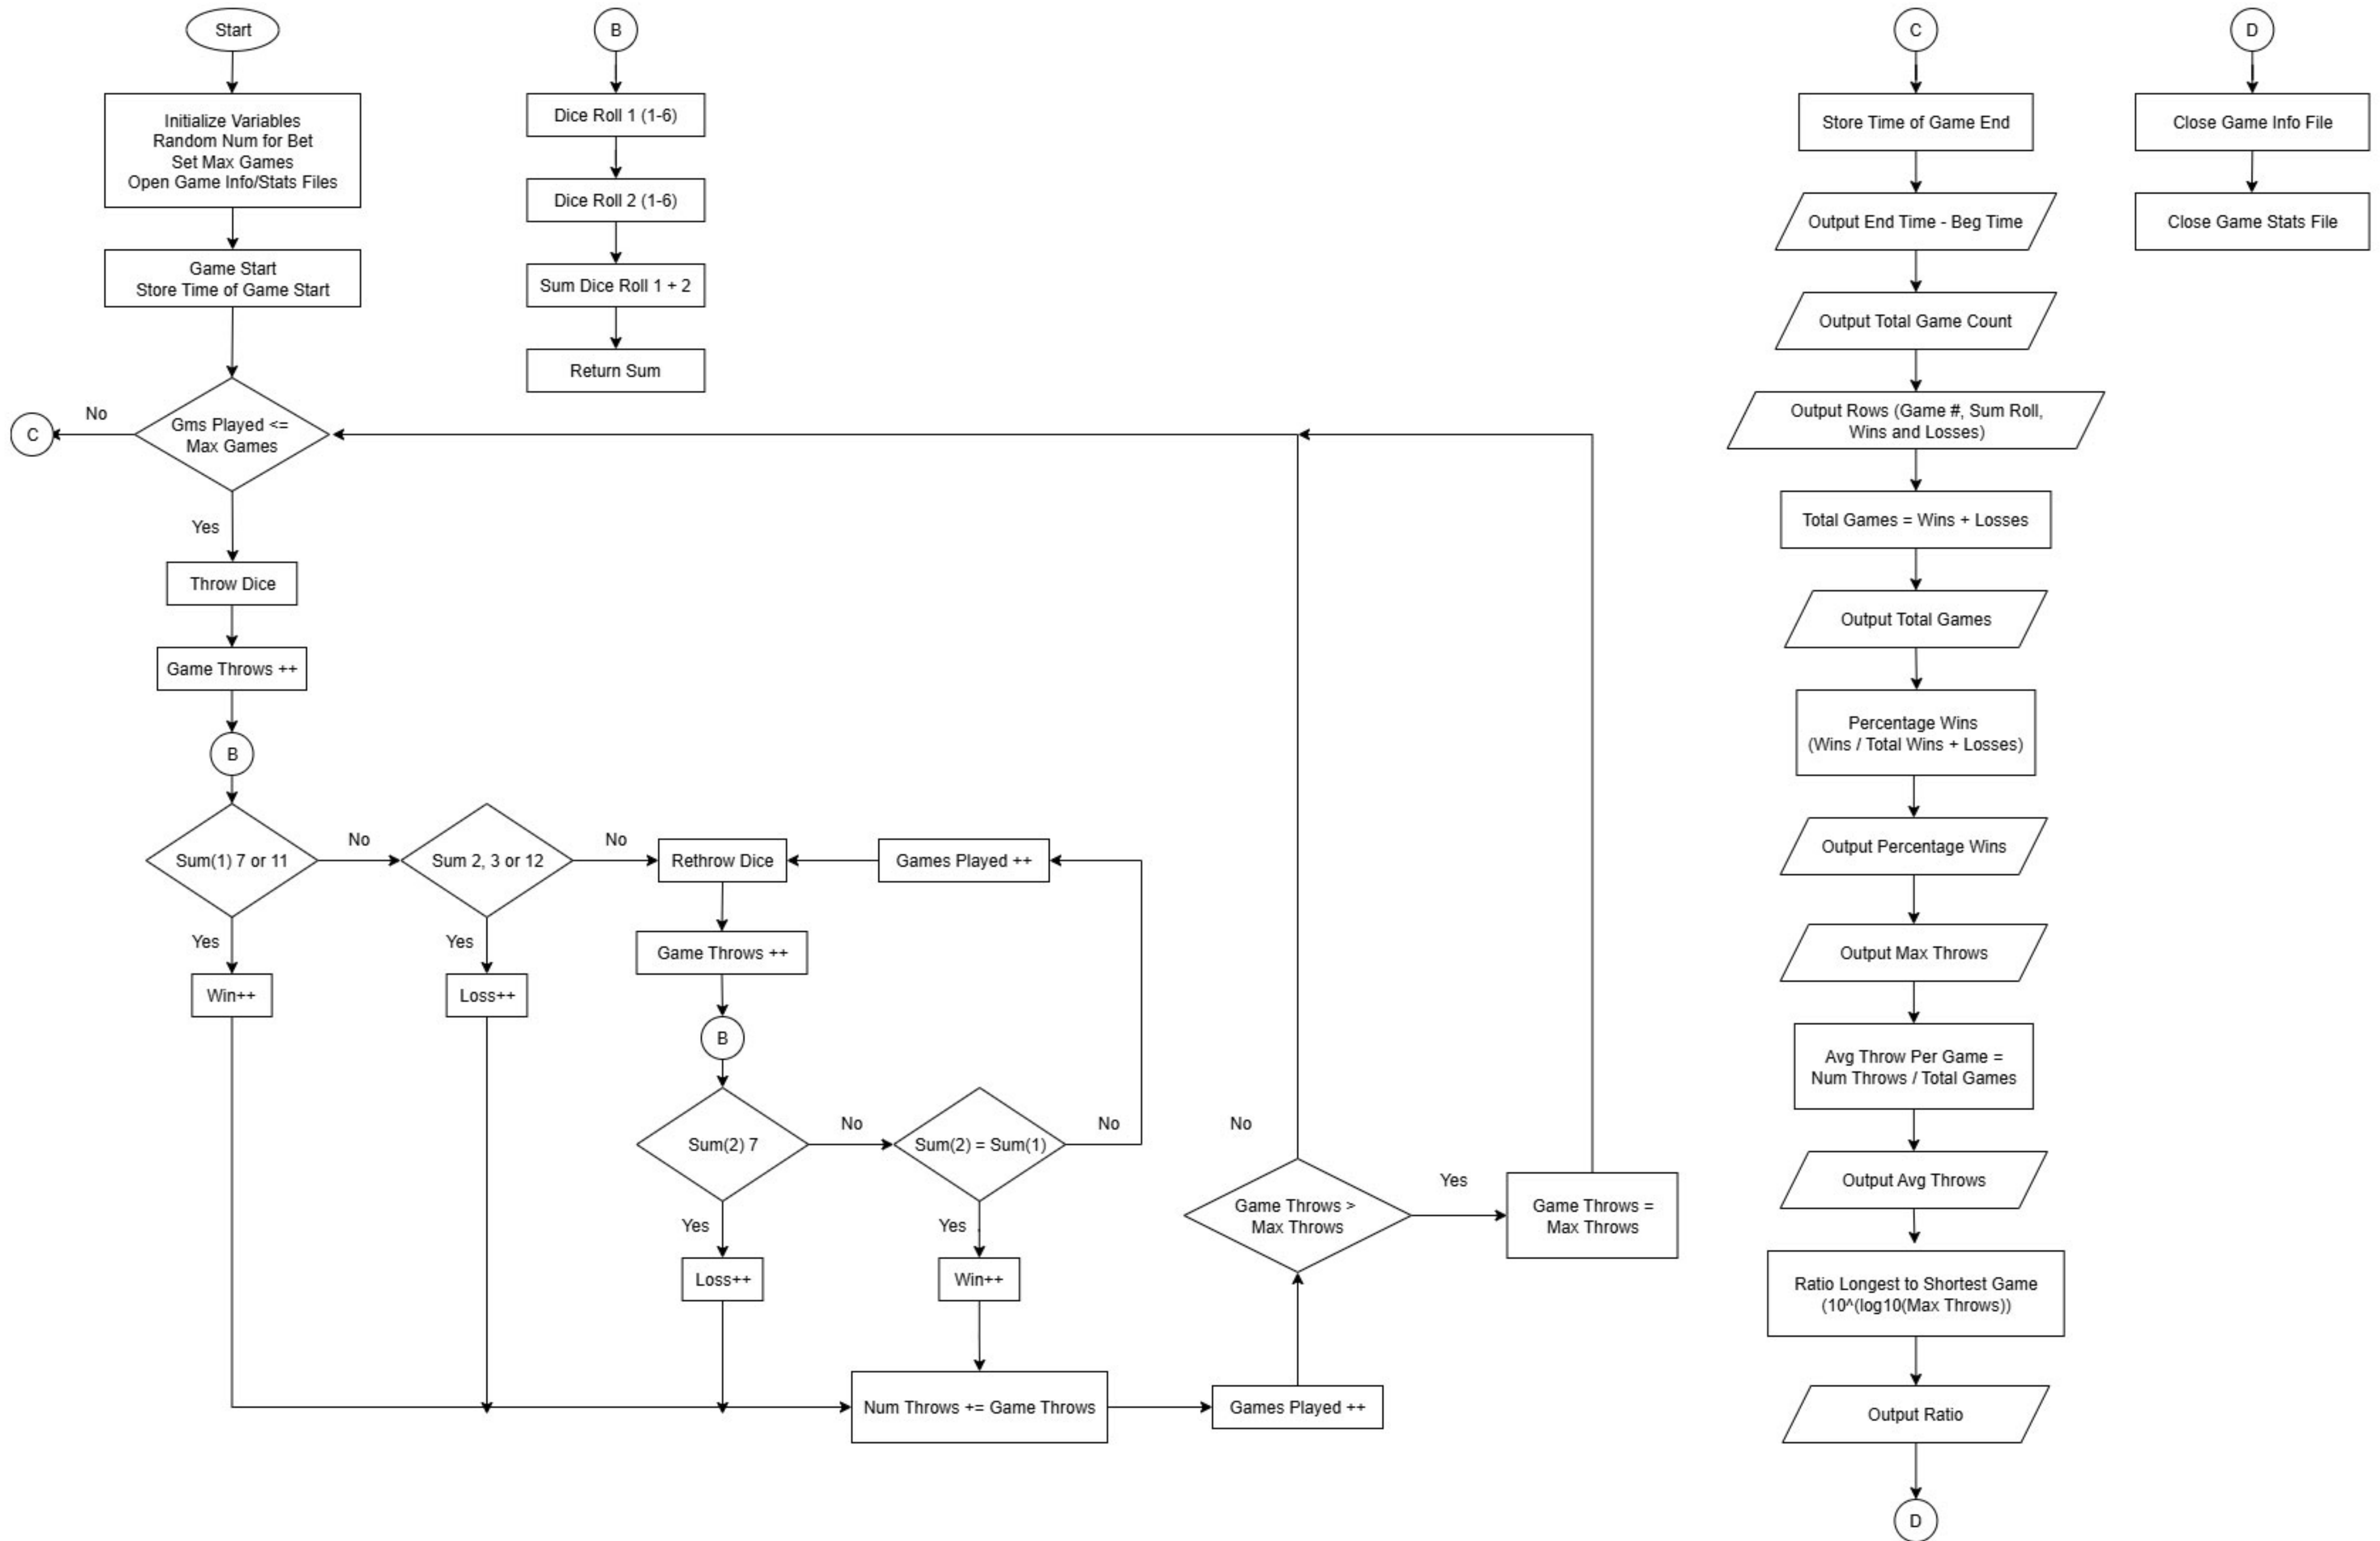 Start
Initialize Variables
Random Num for Bet
Set Max Games
Open Game Info/Stats Files
Game Start
Store Time of Game Start
Gms Played <=
Max Games
No
C
Yes
Throw Dice
Game Throws ++
B
Sum(1) 7 or 11
No
Sum 2, 3 or 12
No
Rethrow Dice
Games Played ++
Yes
Win++
Yes
Loss++
Game Throws ++
B
Sum(2) 7
No
Sum(2) = Sum(1)
No
Yes
Loss++
Yes
Win++
Num Throws += Game Throws
Games Played ++
Game Throws >
Max Throws
No
Yes
Game Throws =
Max Throws
B
Dice Roll 1 (1-6)
Dice Roll 2 (1-6)
Sum Dice Roll 1 + 2
Return Sum
C
Store Time of Game End
Output End Time - Beg Time
Output Total Game Count
Output Rows (Game #, Sum Roll,
Wins and Losses)
Total Games = Wins + Losses
Output Total Games
Percentage Wins
(Wins / Total Wins + Losses)
Output Percentage Wins
Output Max Throws
Avg Throw Per Game =
Num Throws / Total Games
Output Avg Throws
Ratio Longest to Shortest Game
(10^(log10(Max Throws))
Output Ratio
D
D
Close Game Info File
Close Game Stats File